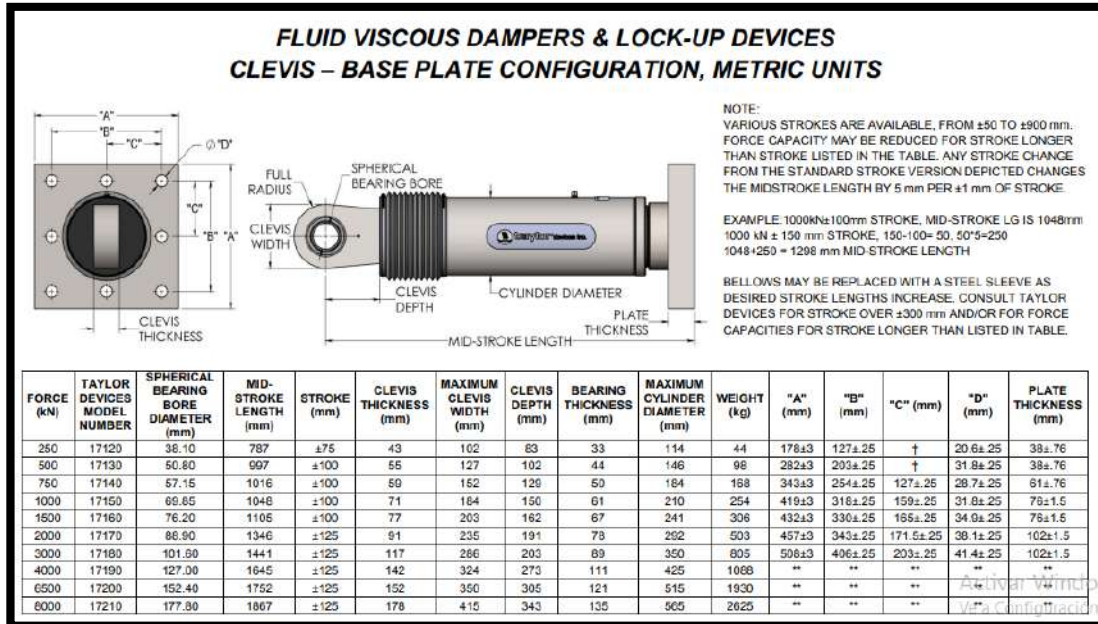 FLUID VISCOUS DAMPERS & LOCK-UP DEVICES
CLEVIS – BASE PLATE CONFIGURATION, METRIC UNITS
"A"
"B"
"C"
Ø "D"
"C"
"B"
"A"
CLEVIS
THICKNESS
FULL
RADIUS
SPHERICAL
BEARING BORE
CLEVIS
WIDTH
taylor devices inc.
CLEVIS
DEPTH
CYLINDER DIAMETER
PLATE
THICKNESS
MID-STROKE LENGTH
NOTE:
VARIOUS STROKES ARE AVAILABLE, FROM ±50 TO ±900 mm.
FORCE CAPACITY MAY BE REDUCED FOR STROKE LONGER
THAN STROKE LISTED IN THE TABLE. ANY STROKE CHANGE
FROM THE STANDARD STROKE VERSION DEPICTED CHANGES
THE MIDSTROKE LENGTH BY 5 mm PER ±1 mm OF STROKE.
EXAMPLE: 1000kN±100mm STROKE, MID-STROKE LG IS 1048mm
1000 kN ± 150 mm STROKE, 150-100= 50, 50*5=250
1048+250 = 1298 mm MID-STROKE LENGTH
BELLOWS MAY BE REPLACED WITH A STEEL SLEEVE AS
DESIRED STROKE LENGTHS INCREASE. CONSULT TAYLOR
DEVICES FOR STROKE OVER ±300 mm AND/OR FOR FORCE
CAPACITIES FOR STROKE LONGER THAN LISTED IN TABLE.
FORCE (kN) TAYLOR DEVICES MODEL NUMBER SPHERICAL BEARING BORE DIAMETER (mm) MID-STROKE LENGTH (mm) STROKE (mm) CLEVIS THICKNESS (mm) MAXIMUM CLEVIS WIDTH (mm) CLEVIS DEPTH (mm) BEARING THICKNESS (mm) MAXIMUM CYLINDER DIAMETER (mm) WEIGHT (kg) "A" (mm) "B" (mm) "C" (mm) "D" (mm) PLATE THICKNESS (mm)
250 17120 38.10 787 ±75 43 102 83 33 114 44 178±3 127±.25 † 20.6±.25 38±.76
500 17130 50.80 997 ±100 55 127 102 44 146 98 282±3 203±.25 † 31.8±.25 38±.76
750 17140 57.15 1016 ±100 59 152 129 50 184 168 343±3 254±.25 127±.25 28.7±.25 61±.76
1000 17150 69.85 1048 ±100 71 184 150 61 210 254 419±3 318±.25 159±.25 31.8±.25 76±1.5
1500 17160 76.20 1105 ±100 77 203 162 67 241 306 432±3 330±.25 165±.25 34.9±.25 76±1.5
2000 17170 88.90 1346 ±125 91 235 191 78 292 503 457±3 343±.25 171.5±.25 38.1±.25 102±1.5
3000 17180 101.60 1441 ±125 117 286 203 89 350 805 508±3 406±.25 203±.25 41.4±.25 102±1.5
4000 17190 127.00 1645 ±125 142 324 273 111 425 1088 ** ** ** ** **
6500 17200 152.40 1752 ±125 152 350 305 121 515 1930 ** ** ** ** **
8000 17210 177.80 1867 ±125 178 415 343 135 565 2625 ** ** ** ** **
Activar Windo
Ve a Configuración